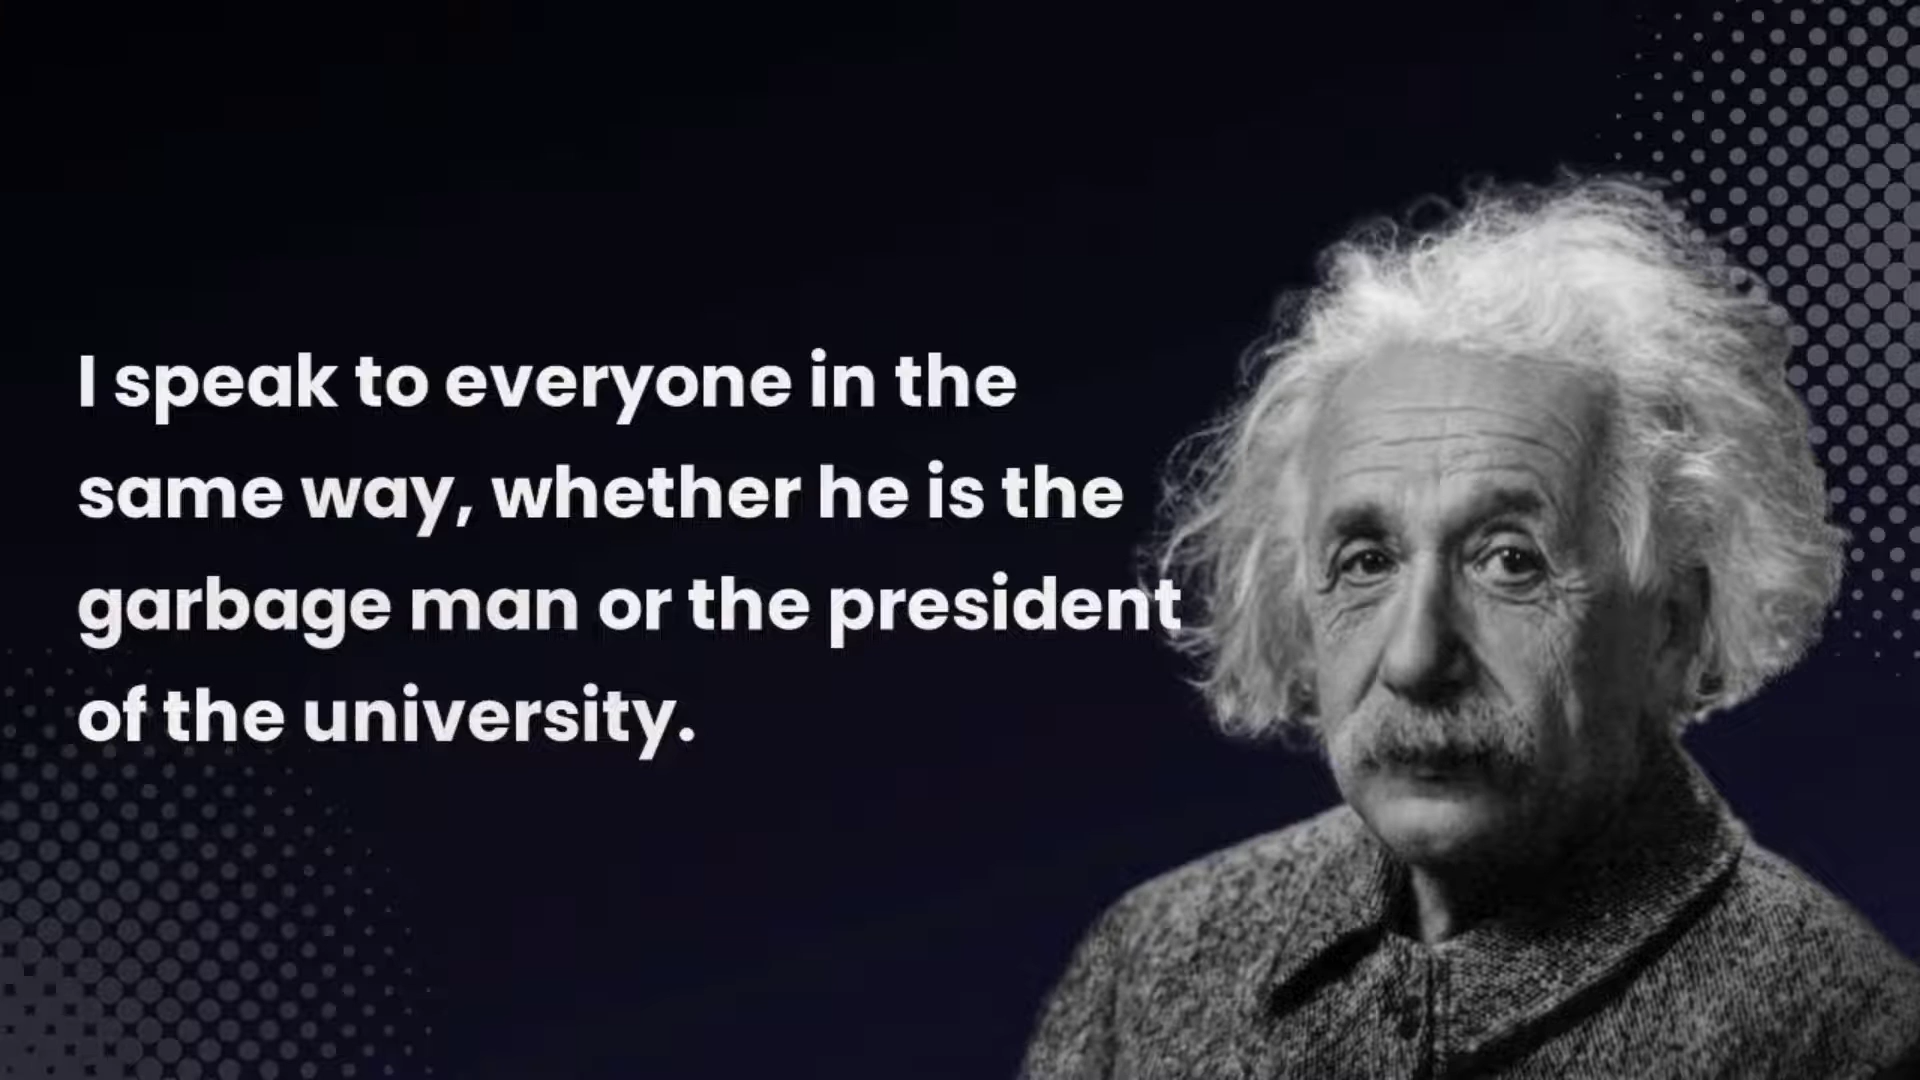 I speak to everyone in the
same way, whether he is the
garbage man or the president
of the university.